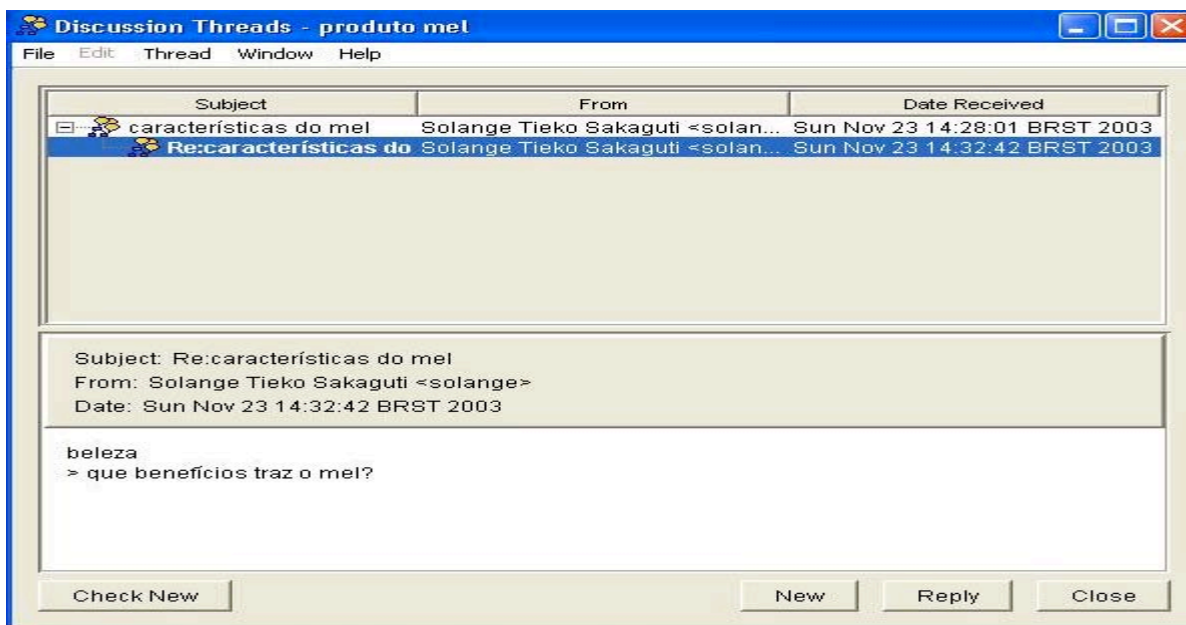 Discussion Threads - produto mel
File Edit Thread Window Help
Subject From Date Received
características do mel Solange Tieko Sakaguti <solan... Sun Nov 23 14:28:01 BRST 2003
Re:características do Solange Tieko Sakaguti <solan... Sun Nov 23 14:32:42 BRST 2003
Subject: Re:características do mel
From: Solange Tieko Sakaguti <solange>
Date: Sun Nov 23 14:32:42 BRST 2003
beleza
> que benefícios traz o mel?
Check New New Reply Close